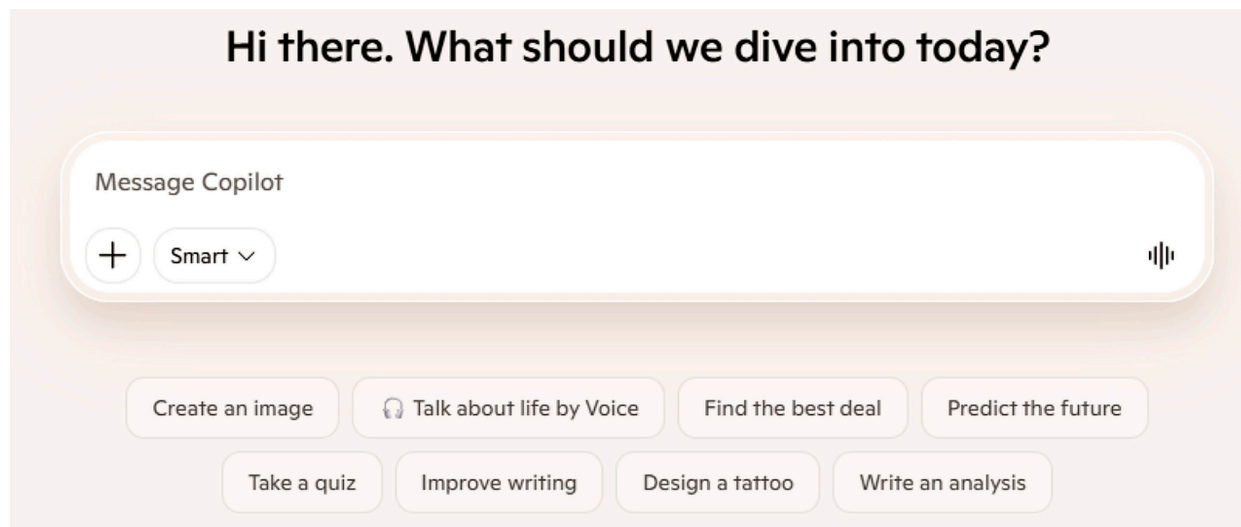 Hi there. What should we dive into today?
Message Copilot
Smart
Create an image
Talk about life by Voice
Find the best deal
Predict the future
Take a quiz
Improve writing
Design a tattoo
Write an analysis